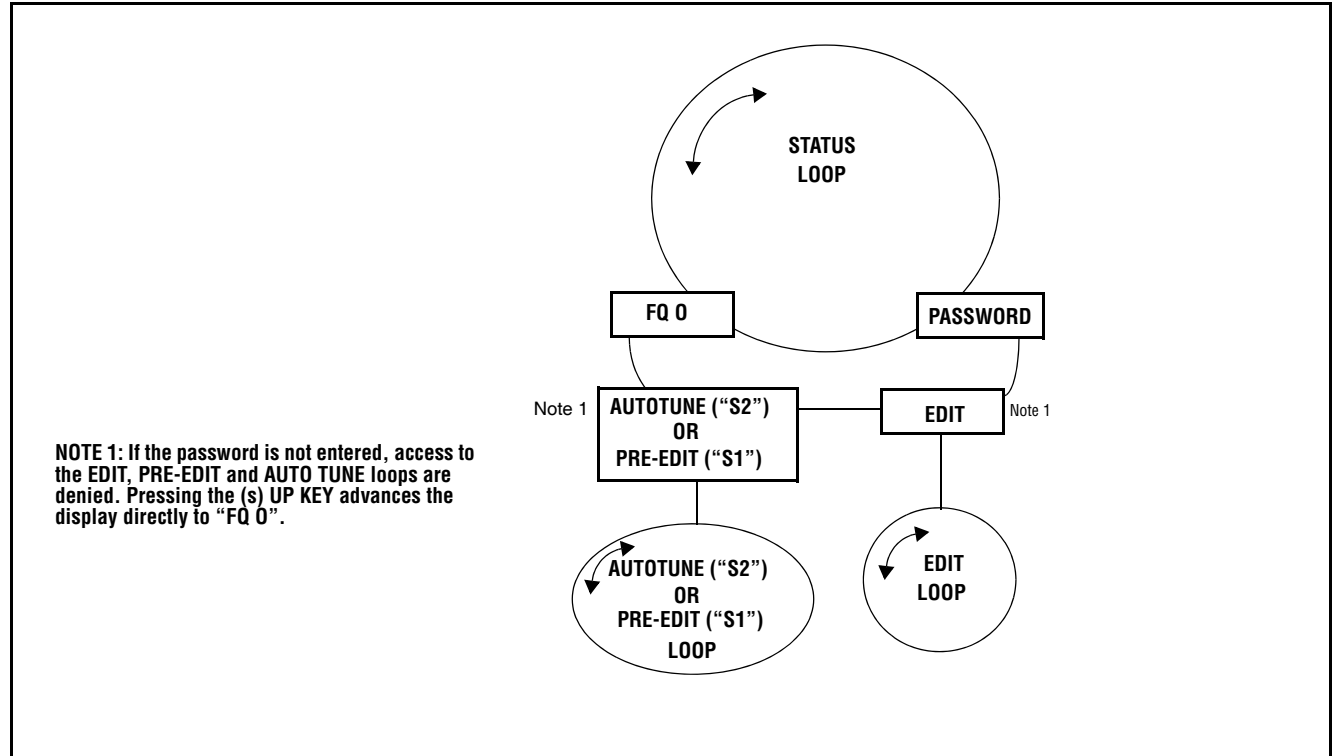 STATUS
LOOP
FQ 0
PASSWORD
Note 1
AUTOTUNE (“S2”)
OR
PRE-EDIT (“S1”)
EDIT
Note 1
NOTE 1: If the password is not entered, access to
the EDIT, PRE-EDIT and AUTO TUNE loops are
denied. Pressing the (s) UP KEY advances the
display directly to “FQ 0”.
AUTOTUNE (“S2”)
OR
PRE-EDIT (“S1”)
LOOP
EDIT
LOOP